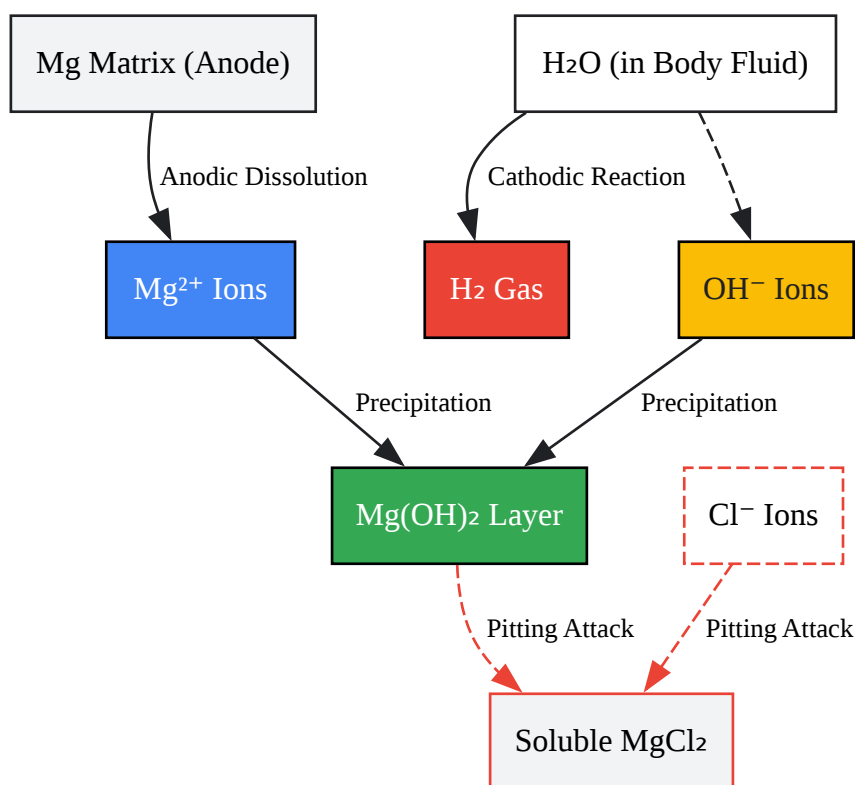 Mg Matrix (Anode)
H₂O (in Body Fluid)
Anodic Dissolution
Cathodic Reaction
Mg²⁺ Ions
H₂ Gas
OH⁻ Ions
Precipitation
Precipitation
Mg(OH)₂ Layer
Cl⁻ Ions
Pitting Attack
Pitting Attack
Soluble MgCl₂